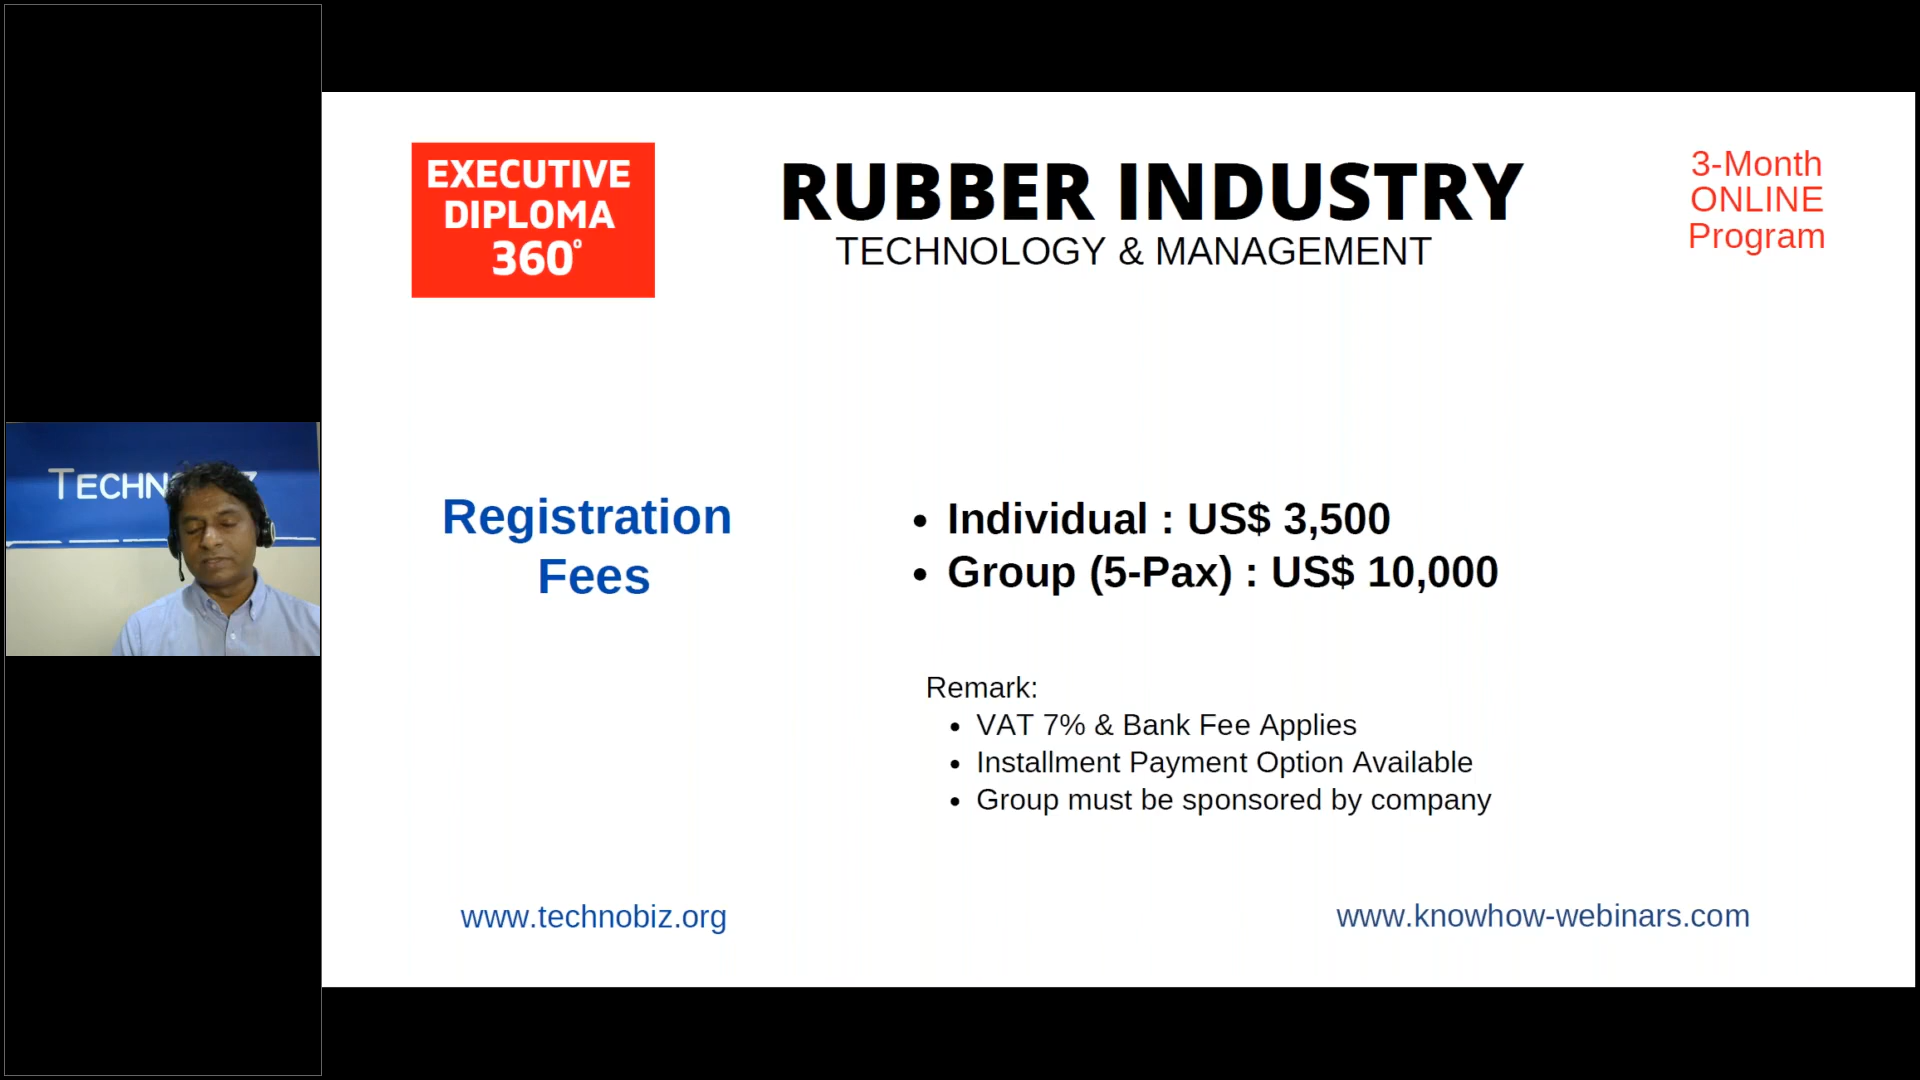 EXECUTIVE
DIPLOMA
360°
RUBBER INDUSTRY
TECHNOLOGY & MANAGEMENT
3-Month
ONLINE
Program
TECHN
Registration
Fees
• Individual : US$ 3,500
• Group (5-Pax) : US$ 10,000
Remark:
• VAT 7% & Bank Fee Applies
• Installment Payment Option Available
• Group must be sponsored by company
www.technobiz.org
www.knowhow-webinars.com